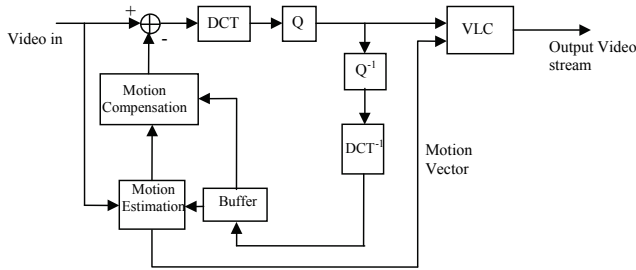 Video in
+
-
DCT
Q
VLC
Output Video
stream
Q⁻¹
Motion
Compensation
DCT⁻¹
Motion
Vector
Motion
Estimation
Buffer